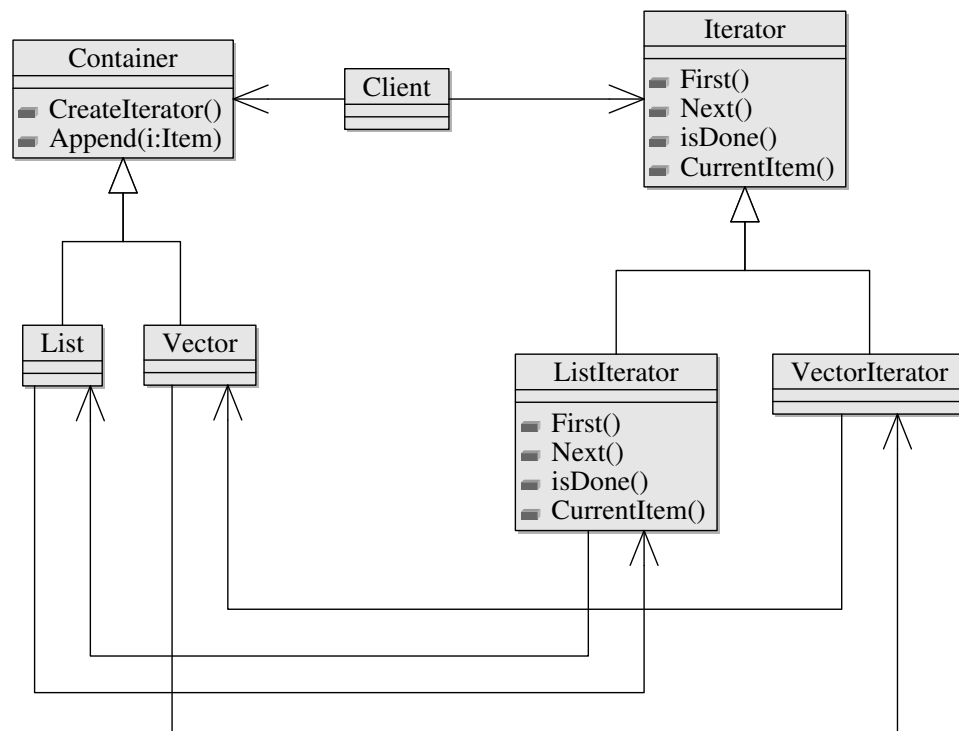 Container
CreateIterator()
Append(i:Item)
Client
Iterator
First()
Next()
isDone()
CurrentItem()
List
Vector
ListIterator
First()
Next()
isDone()
CurrentItem()
VectorIterator